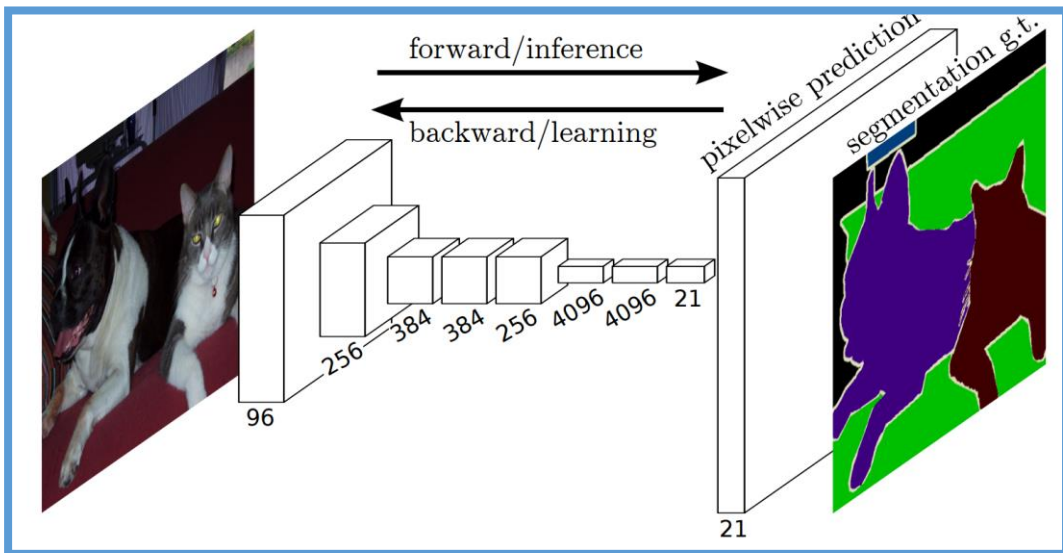 forward/inference
backward/learning
pixelwise prediction
segmentation g.t.
96
256
384
384
256
4096
4096
21
21